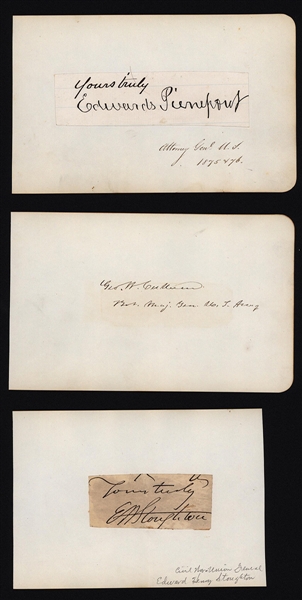 Yours truly
Edwards Pierrepont
Attorney Genl U.S.
1875 & 76.
Geo. W. Cullum
Bvt. Maj. Gen. U.S. Army
Yours truly
E H Stoughton
Civil War Union General
Edward Henry Stoughton